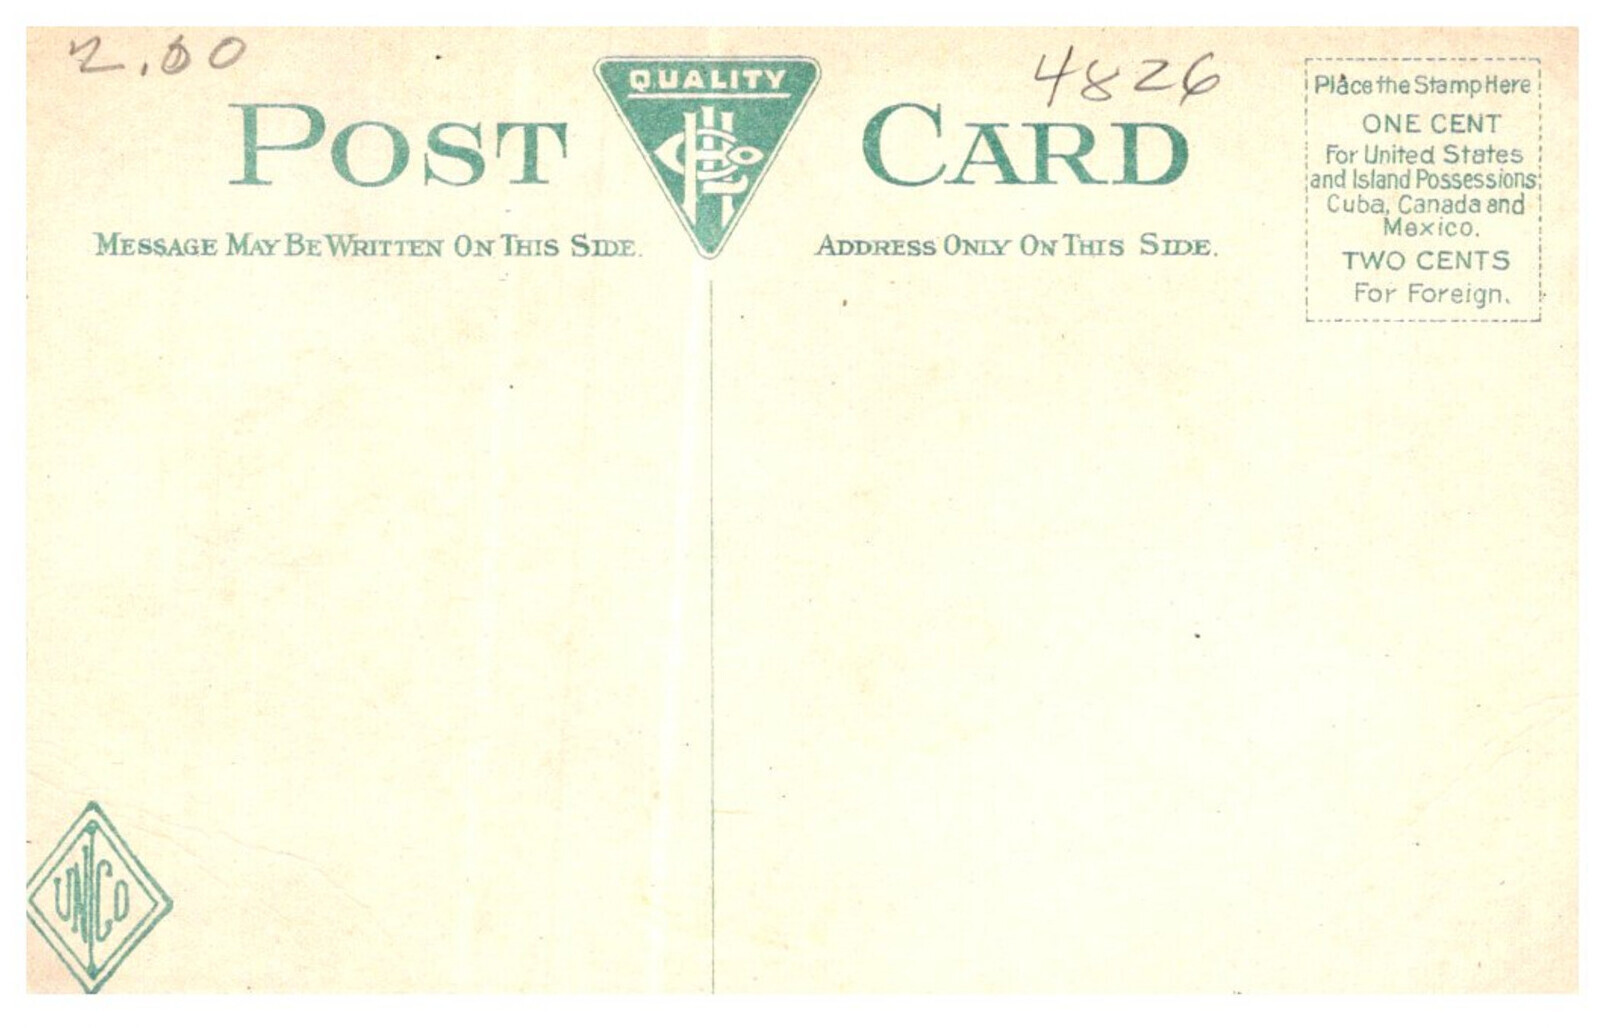 2.00
4826
QUALITY
POST CARD
MESSAGE MAY BE WRITTEN ON THIS SIDE.
ADDRESS ONLY ON THIS SIDE.
Place the Stamp Here
ONE CENT
For United States
and Island Possessions,
Cuba, Canada and
Mexico.
TWO CENTS
For Foreign.
UNCO